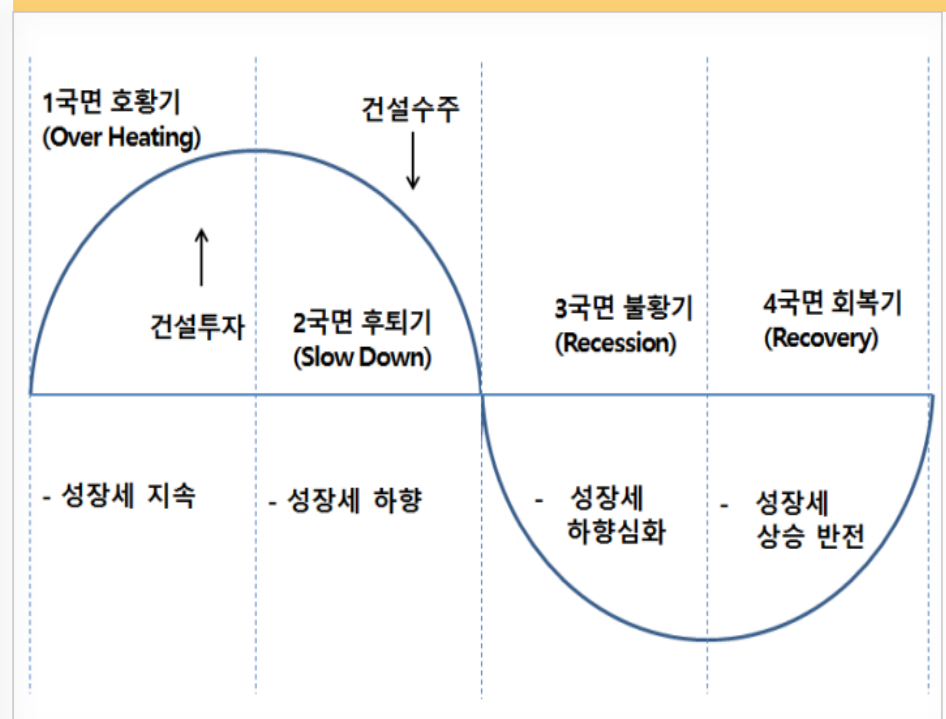 1국면 호황기
(Over Heating)
건설수주
건설투자
2국면 후퇴기
(Slow Down)
3국면 불황기
(Recession)
4국면 회복기
(Recovery)
- 성장세 지속
- 성장세 하향
- 성장세
하향심화
- 성장세
상승 반전